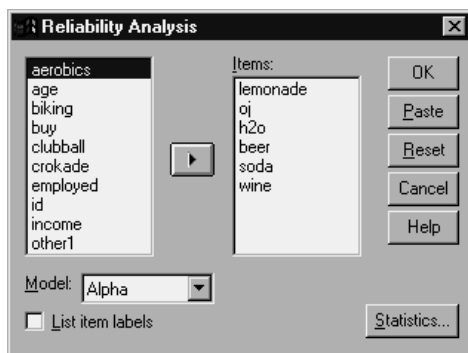 Reliability Analysis
aerobics
age
biking
buy
clubball
crokade
employed
id
income
other1
Items:
lemonade
oj
h2o
beer
soda
wine
OK
Paste
Reset
Cancel
Help
Model: Alpha
List item labels
Statistics...